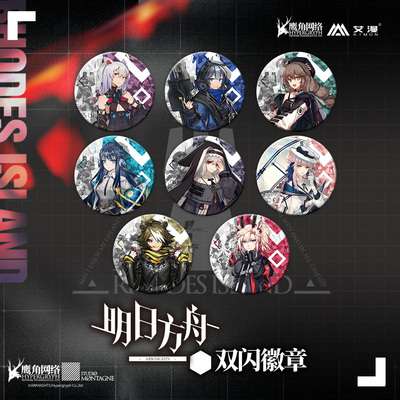 鹰角网络
HYPERGRYPH
艾漫
AIMON
RHODES ISLAND
RHODES ISLAND
明日方舟
ARKNIGHTS
双闪徽章
鹰角网络
HYPERGRYPH
STUDIO
MONTAGNE